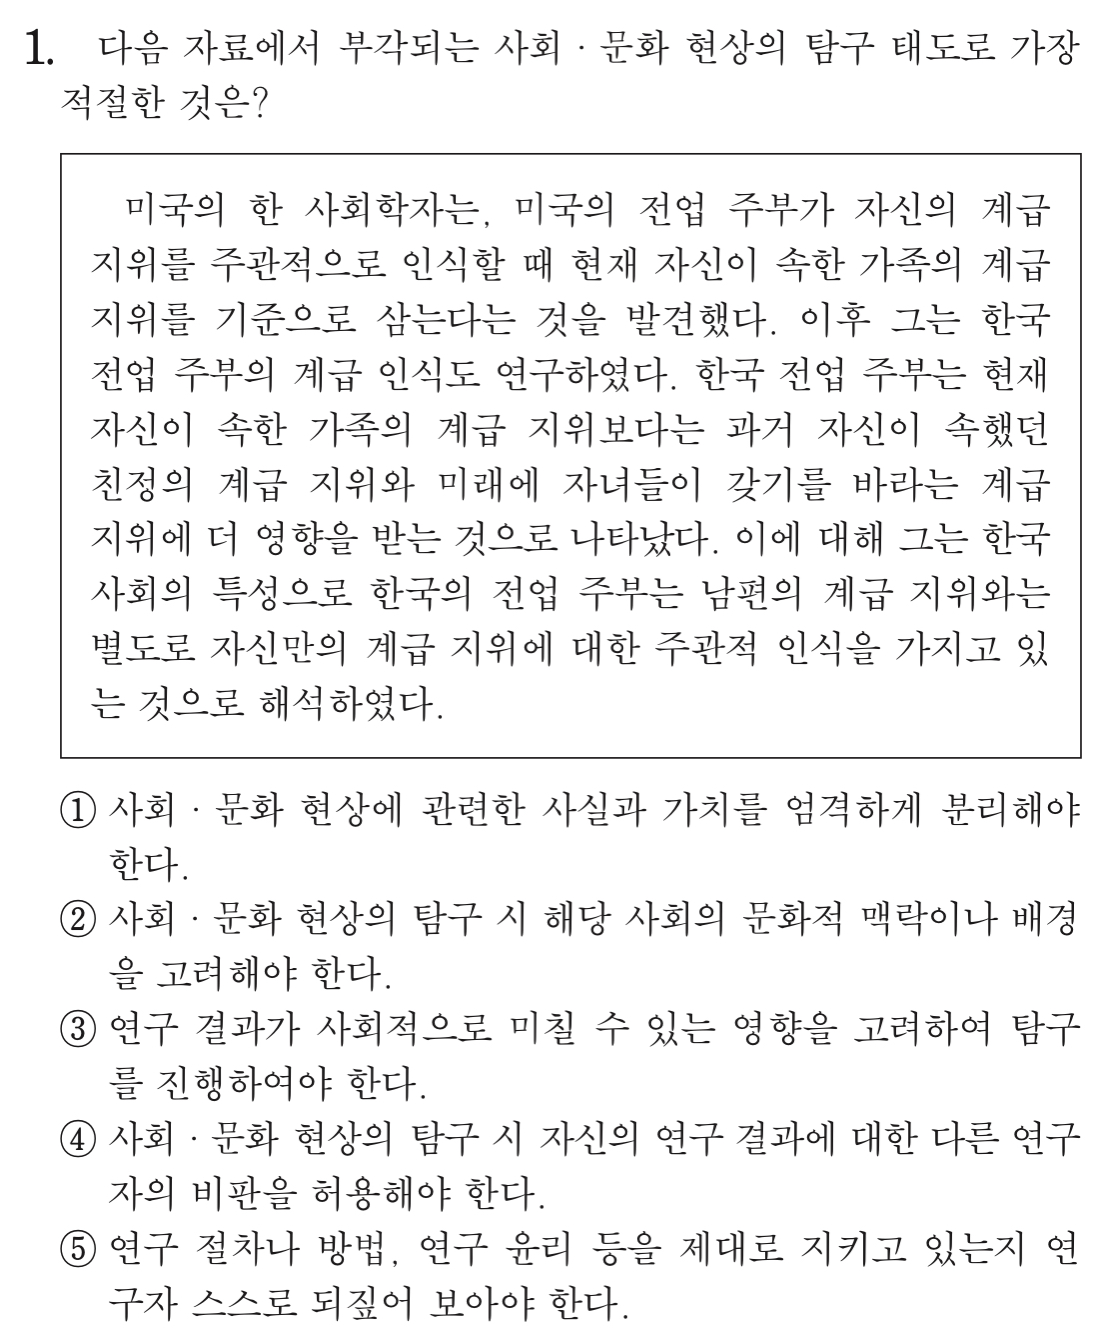 1. 다음 자료에서 부각되는 사회 · 문화 현상의 탐구 태도로 가장
적절한 것은?
미국의 한 사회학자는, 미국의 전업 주부가 자신의 계급
지위를 주관적으로 인식할 때 현재 자신이 속한 가족의 계급
지위를 기준으로 삼는다는 것을 발견했다. 이후 그는 한국
전업 주부의 계급 인식도 연구하였다. 한국 전업 주부는 현재
자신이 속한 가족의 계급 지위보다는 과거 자신이 속했던
친정의 계급 지위와 미래에 자녀들이 갖기를 바라는 계급
지위에 더 영향을 받는 것으로 나타났다. 이에 대해 그는 한국
사회의 특성으로 한국의 전업 주부는 남편의 계급 지위와는
별도로 자신만의 계급 지위에 대한 주관적 인식을 가지고 있
는 것으로 해석하였다.
① 사회 · 문화 현상에 관련한 사실과 가치를 엄격하게 분리해야
한다.
② 사회 · 문화 현상의 탐구 시 해당 사회의 문화적 맥락이나 배경
을 고려해야 한다.
③ 연구 결과가 사회적으로 미칠 수 있는 영향을 고려하여 탐구
를 진행하여야 한다.
④ 사회 · 문화 현상의 탐구 시 자신의 연구 결과에 대한 다른 연구
자의 비판을 허용해야 한다.
⑤ 연구 절차나 방법, 연구 윤리 등을 제대로 지키고 있는지 연
구자 스스로 되짚어 보아야 한다.